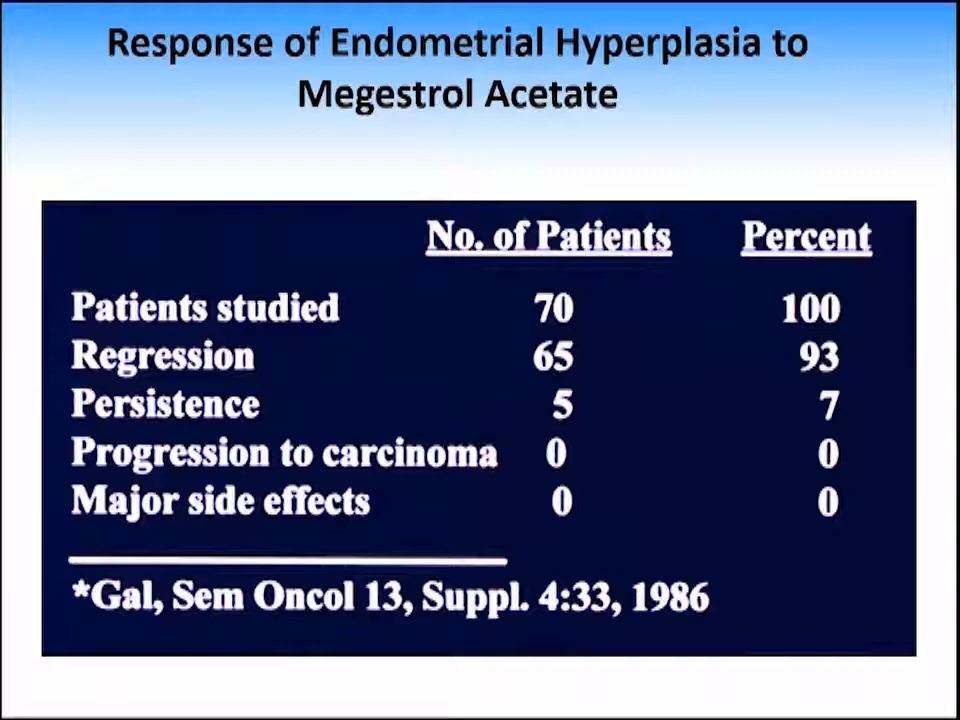 Response of Endometrial Hyperplasia to
Megestrol Acetate
No. of Patients Percent
Patients studied 70 100
Regression 65 93
Persistence 5 7
Progression to carcinoma 0 0
Major side effects 0 0
*Gal, Sem Oncol 13, Suppl. 4:33, 1986